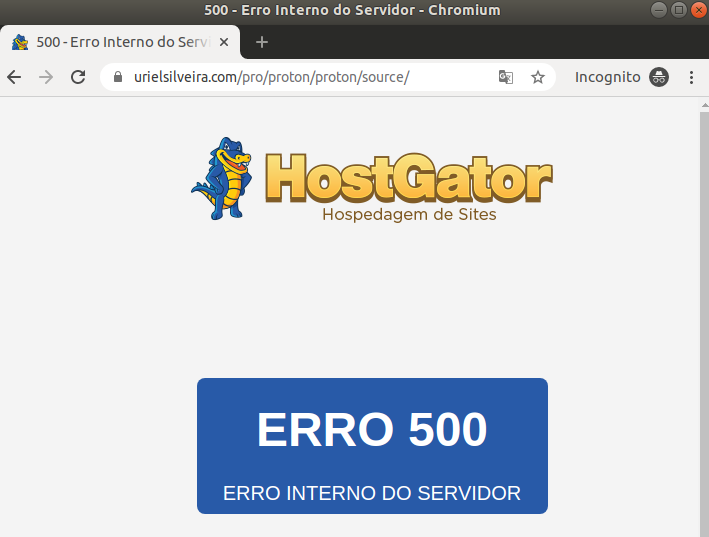 500 - Erro Interno do Servidor - Chromium
500 - Erro Interno do Servi
urielsilveira.com/pro/proton/proton/source/
Incognito
HostGator
Hospedagem de Sites
ERRO 500
ERRO INTERNO DO SERVIDOR